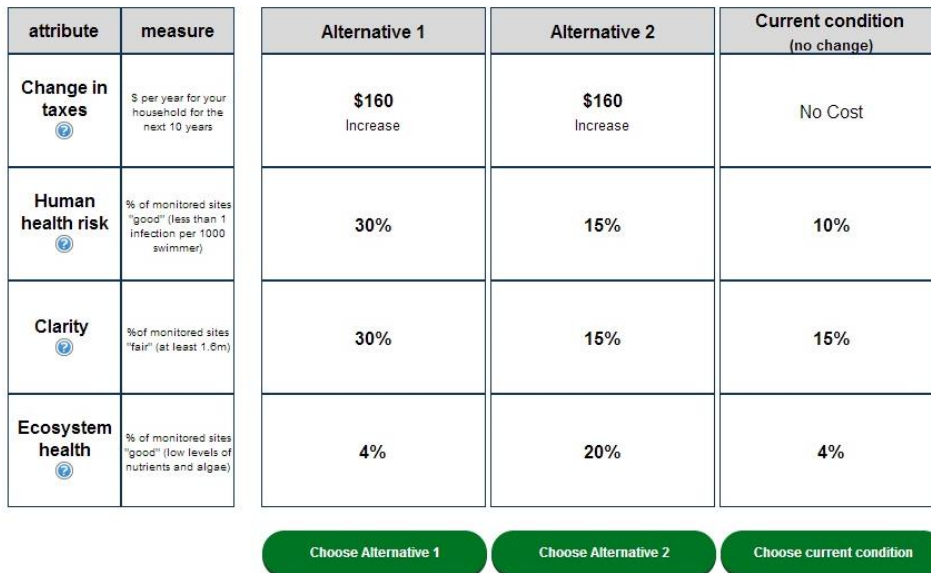 attribute
measure
Alternative 1
Alternative 2
Current condition
(no change)
Change in
taxes
?
$ per year for your
household for the
next 10 years
$160
Increase
$160
Increase
No Cost
Human
health risk
?
% of monitored sites
"good" (less than 1
infection per 1000
swimmer)
30%
15%
10%
Clarity
?
%of monitored sites
"fair" (at least 1.6m)
30%
15%
15%
Ecosystem
health
?
% of monitored sites
"good" (low levels of
nutrients and algae)
4%
20%
4%
Choose Alternative 1
Choose Alternative 2
Choose current condition